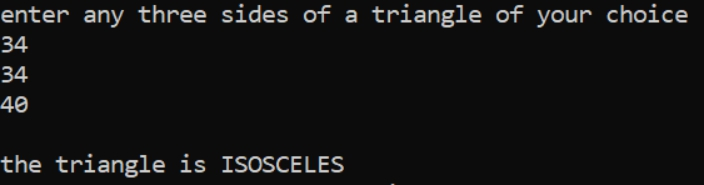 enter any three sides of a triangle of your choice
34
34
40
the triangle is ISOSCELES